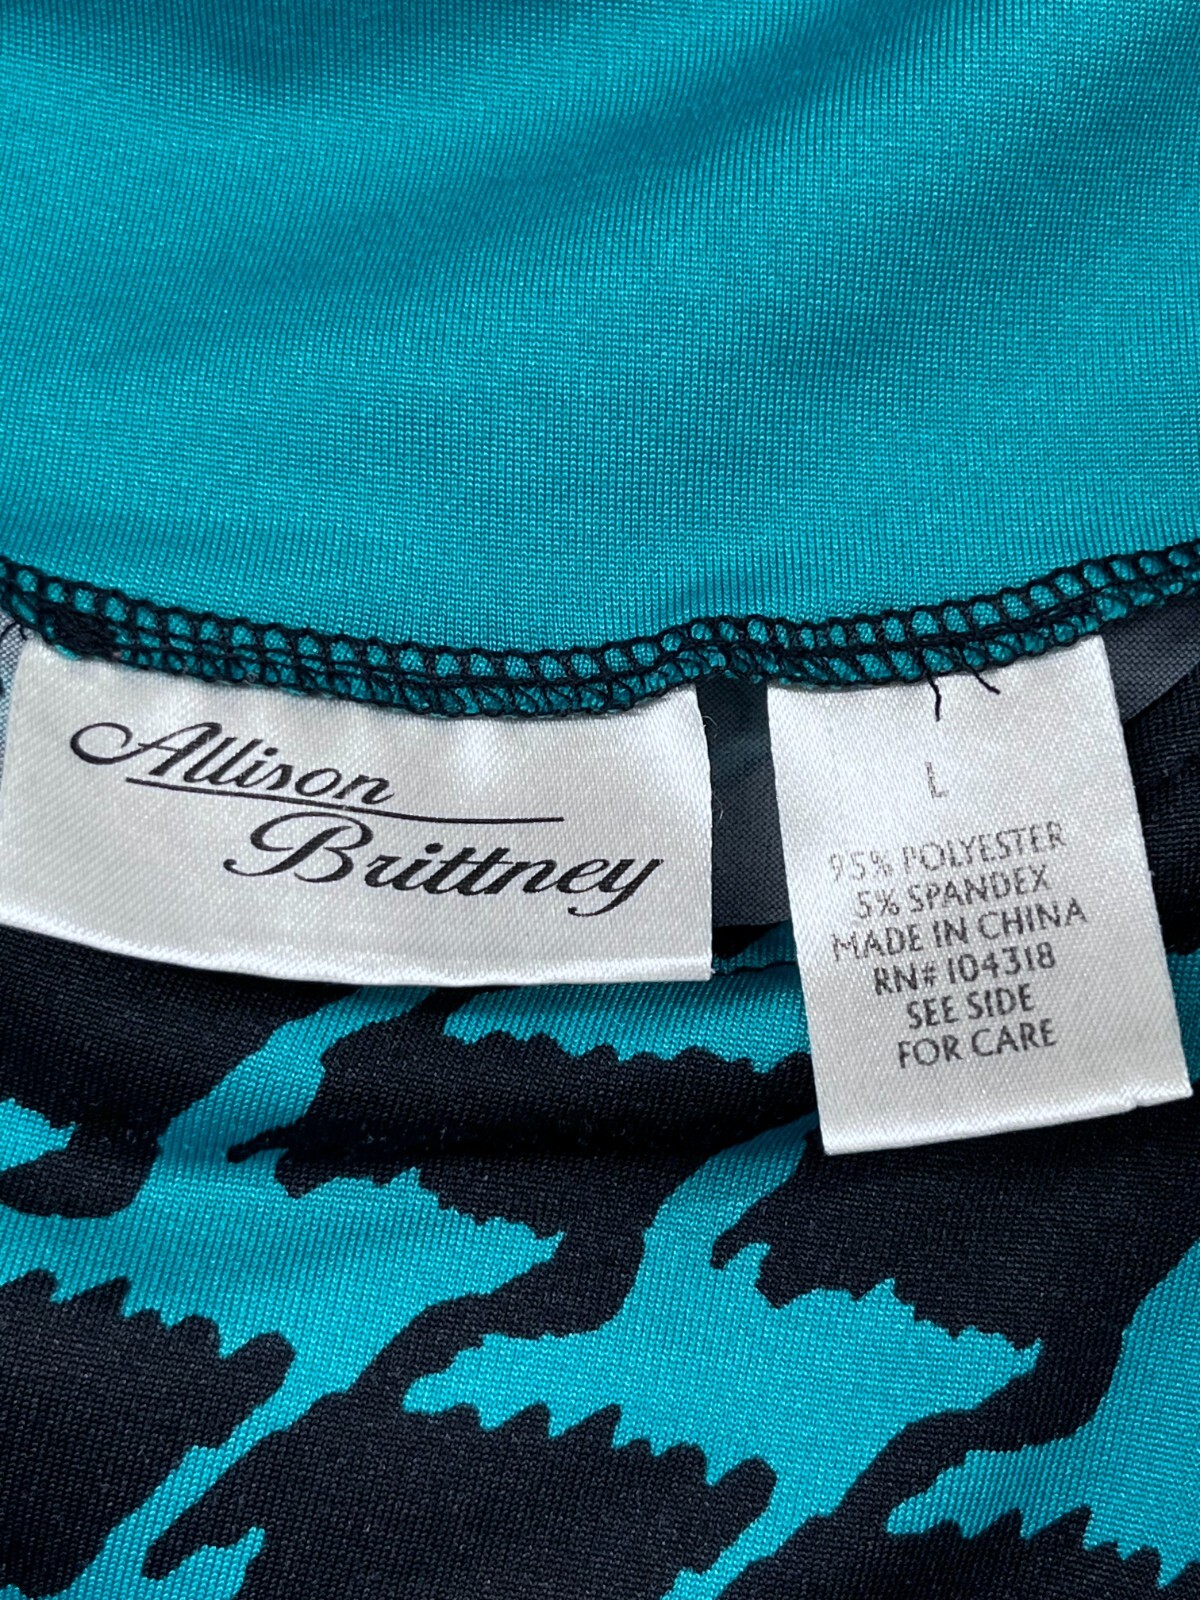 Allison
Brittney
L
95% POLYESTER
5% SPANDEX
MADE IN CHINA
RN# 104318
SEE SIDE
FOR CARE